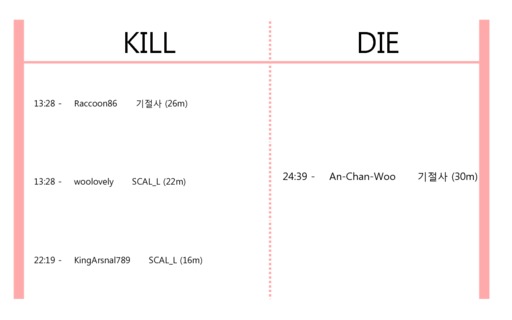 KILL
DIE
13:28 - Raccoon86 기절사 (26m)
13:28 - woolovely SCAL_L (22m)
22:19 - KingArsnal789 SCAL_L (16m)
24:39 - An-Chan-Woo 기절사 (30m)